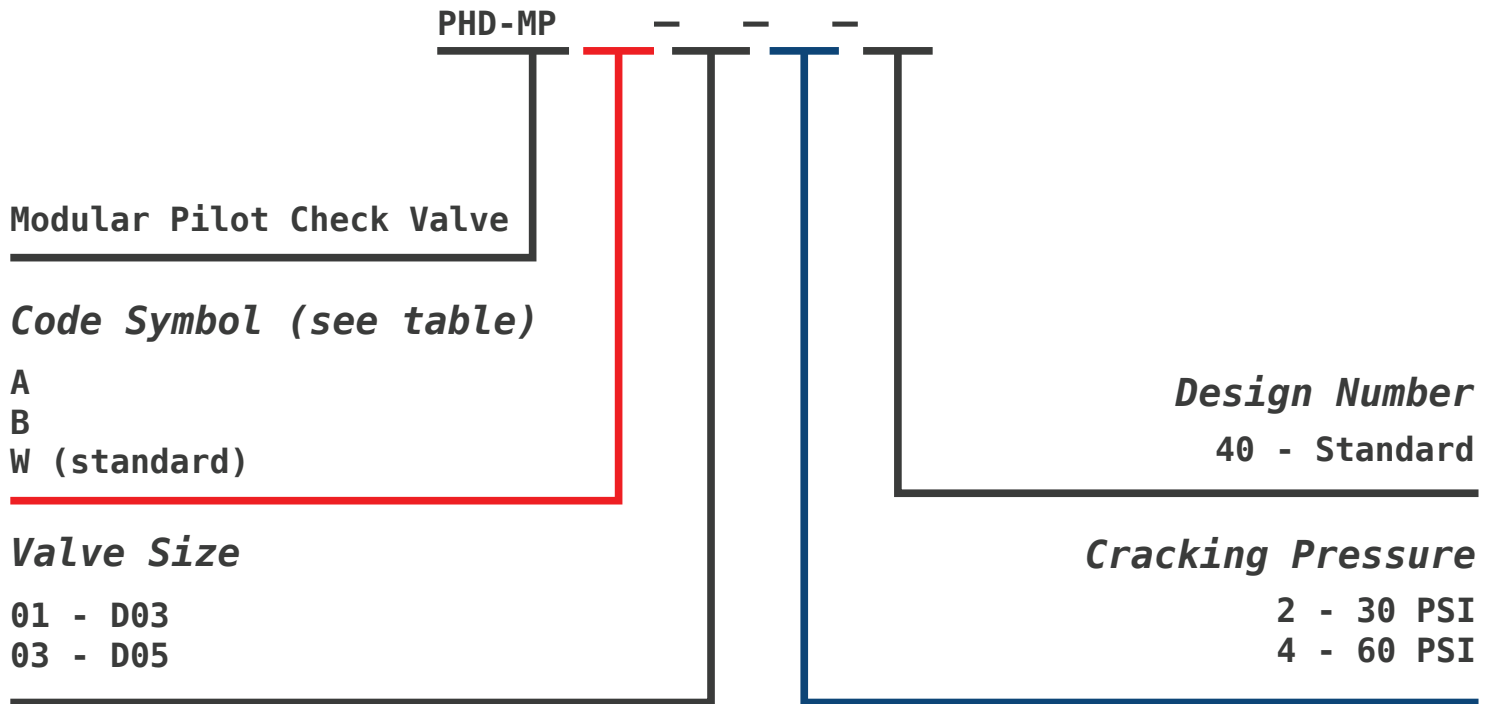 PHD-MP – – –
Modular Pilot Check Valve
Code Symbol (see table)
A
B
W (standard)
Valve Size
01 - D03
03 - D05
Design Number
40 - Standard
Cracking Pressure
2 - 30 PSI
4 - 60 PSI